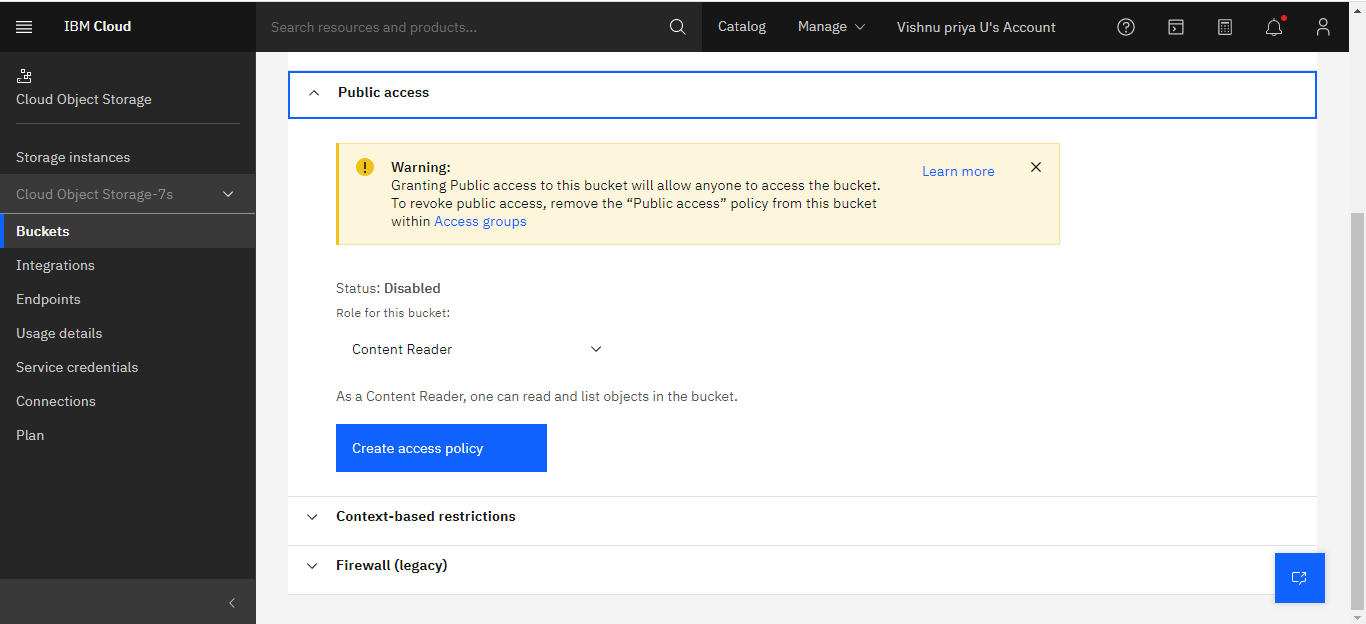 IBM Cloud
Search resources and products...
Catalog
Manage
Vishnu priya U's Account
Cloud Object Storage
Storage instances
Cloud Object Storage-7s
Buckets
Integrations
Endpoints
Usage details
Service credentials
Connections
Plan
Public access
Warning:
Granting Public access to this bucket will allow anyone to access the bucket.
To revoke public access, remove the “Public access” policy from this bucket
within Access groups
Learn more
Status: Disabled
Role for this bucket:
Content Reader
As a Content Reader, one can read and list objects in the bucket.
Create access policy
Context-based restrictions
Firewall (legacy)